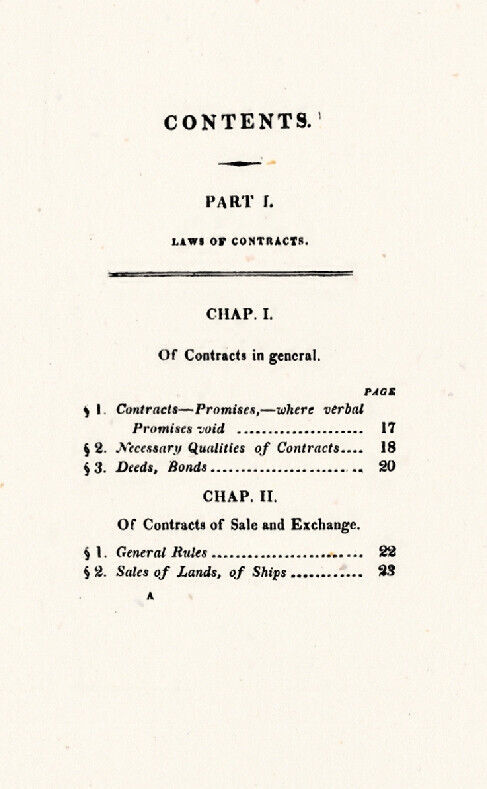 CONTENTS.
PART I.
LAWS OF CONTRACTS.
CHAP. I.
Of Contracts in general.
PAGE
§ 1. Contracts—Promises,—where verbal
Promises void ..................... 17
§ 2. Necessary Qualities of Contracts.... 18
§ 3. Deeds, Bonds......................... 20
CHAP. II.
Of Contracts of Sale and Exchange.
§ 1. General Rules ......................... 22
§ 2. Sales of Lands, of Ships ............ 23
A